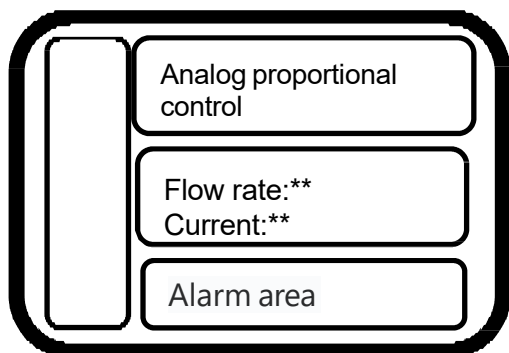 Analog proportional
control
Flow rate:**
Current:**
Alarm area